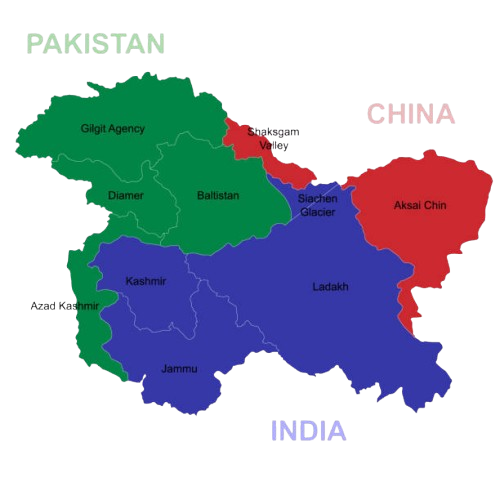 PAKISTAN
CHINA
Gilgit Agency
Shaksgam
Valley
Diamer
Baltistan
Siachen
Glacier
Aksai Chin
Kashmir
Ladakh
Azad Kashmir
Jammu
INDIA